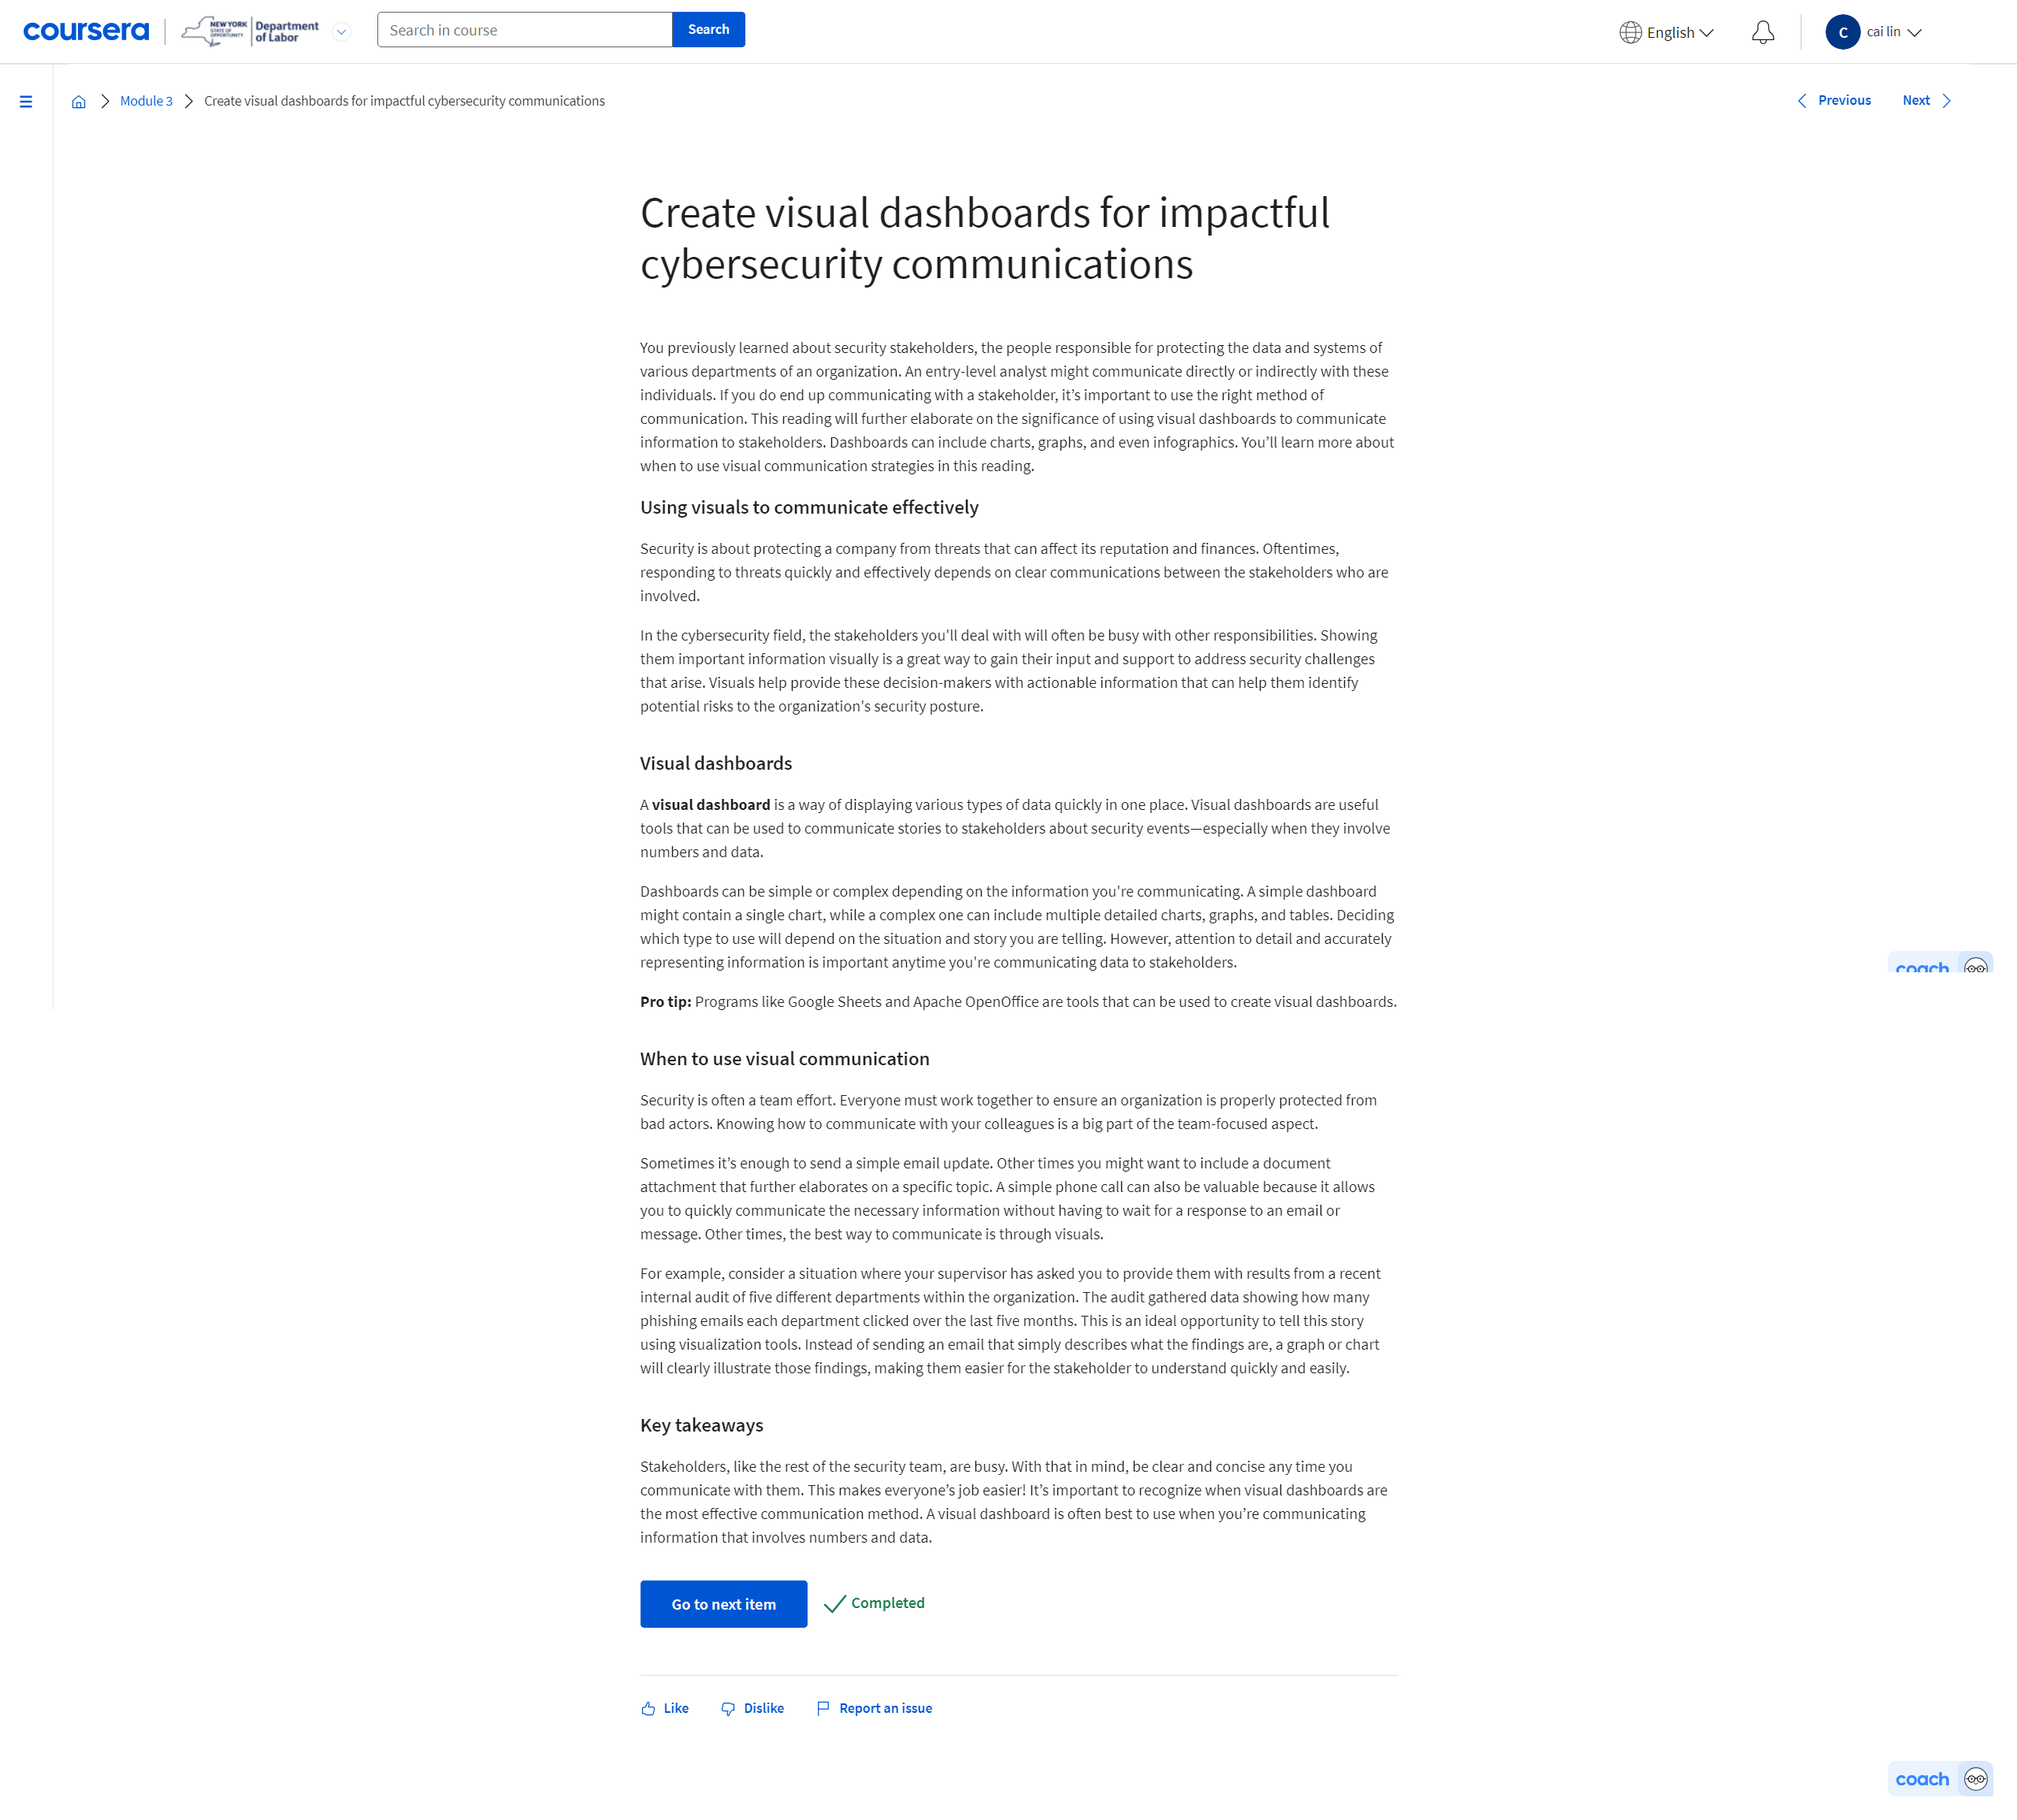 coursera
NEW YORK
STATE OF
OPPORTUNITY.
Department
of Labor
Search in course
Search
English
C
cai lin
Module 3
Create visual dashboards for impactful cybersecurity communications
Previous
Next
Create visual dashboards for impactful
cybersecurity communications
You previously learned about security stakeholders, the people responsible for protecting the data and systems of
various departments of an organization. An entry-level analyst might communicate directly or indirectly with these
individuals. If you do end up communicating with a stakeholder, it’s important to use the right method of
communication. This reading will further elaborate on the significance of using visual dashboards to communicate
information to stakeholders. Dashboards can include charts, graphs, and even infographics. You’ll learn more about
when to use visual communication strategies in this reading.
Using visuals to communicate effectively
Security is about protecting a company from threats that can affect its reputation and finances. Oftentimes,
responding to threats quickly and effectively depends on clear communications between the stakeholders who are
involved.
In the cybersecurity field, the stakeholders you'll deal with will often be busy with other responsibilities. Showing
them important information visually is a great way to gain their input and support to address security challenges
that arise. Visuals help provide these decision-makers with actionable information that can help them identify
potential risks to the organization's security posture.
Visual dashboards
A visual dashboard is a way of displaying various types of data quickly in one place. Visual dashboards are useful
tools that can be used to communicate stories to stakeholders about security events—especially when they involve
numbers and data.
Dashboards can be simple or complex depending on the information you're communicating. A simple dashboard
might contain a single chart, while a complex one can include multiple detailed charts, graphs, and tables. Deciding
which type to use will depend on the situation and story you are telling. However, attention to detail and accurately
representing information is important anytime you're communicating data to stakeholders.
coach
Pro tip: Programs like Google Sheets and Apache OpenOffice are tools that can be used to create visual dashboards.
When to use visual communication
Security is often a team effort. Everyone must work together to ensure an organization is properly protected from
bad actors. Knowing how to communicate with your colleagues is a big part of the team-focused aspect.
Sometimes it’s enough to send a simple email update. Other times you might want to include a document
attachment that further elaborates on a specific topic. A simple phone call can also be valuable because it allows
you to quickly communicate the necessary information without having to wait for a response to an email or
message. Other times, the best way to communicate is through visuals.
For example, consider a situation where your supervisor has asked you to provide them with results from a recent
internal audit of five different departments within the organization. The audit gathered data showing how many
phishing emails each department clicked over the last five months. This is an ideal opportunity to tell this story
using visualization tools. Instead of sending an email that simply describes what the findings are, a graph or chart
will clearly illustrate those findings, making them easier for the stakeholder to understand quickly and easily.
Key takeaways
Stakeholders, like the rest of the security team, are busy. With that in mind, be clear and concise any time you
communicate with them. This makes everyone’s job easier! It’s important to recognize when visual dashboards are
the most effective communication method. A visual dashboard is often best to use when you’re communicating
information that involves numbers and data.
Go to next item
Completed
Like
Dislike
Report an issue
coach